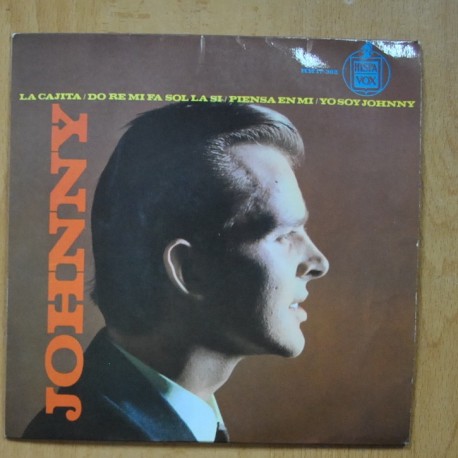 HISPA
VOX
LA CAJITA / DO RE MI FA SOL LA SI / PIENSA EN MI / YO SOY JOHNNY
JOHNNY